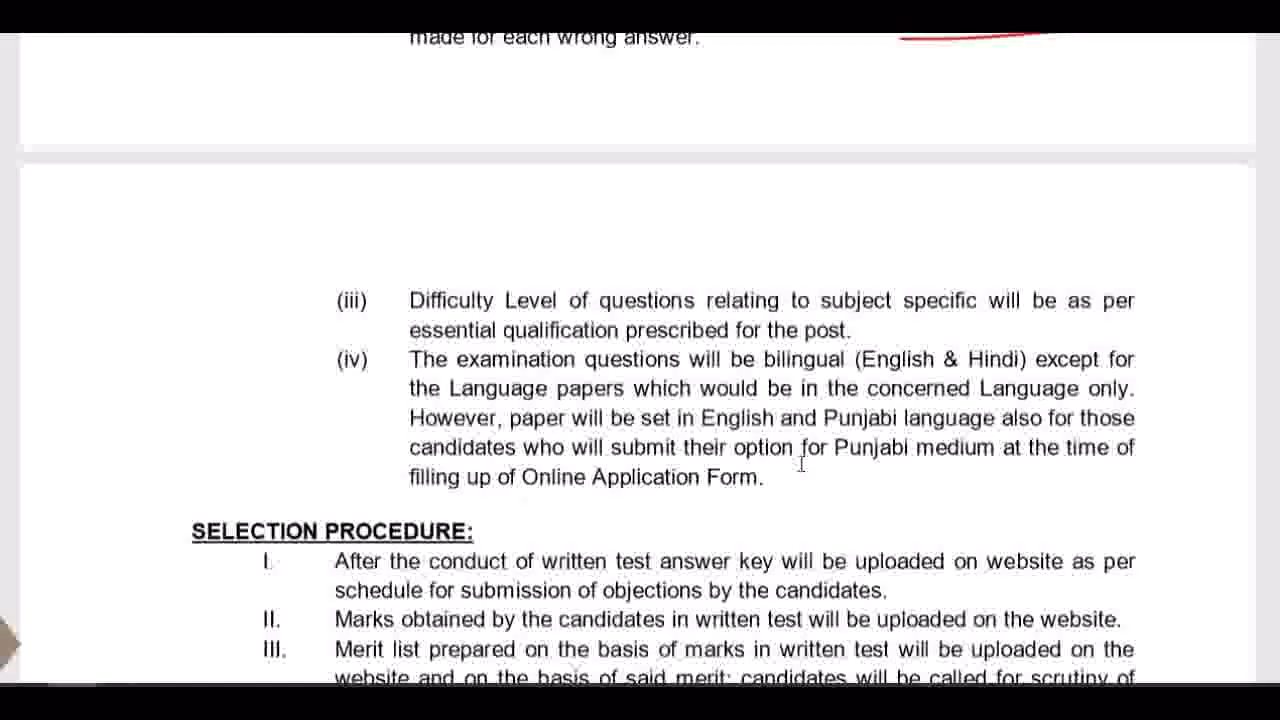 made for each wrong answer.
(iii) Difficulty Level of questions relating to subject specific will be as per
essential qualification prescribed for the post.
(iv) The examination questions will be bilingual (English & Hindi) except for
the Language papers which would be in the concerned Language only.
However, paper will be set in English and Punjabi language also for those
candidates who will submit their option for Punjabi medium at the time of
filling up of Online Application Form.
SELECTION PROCEDURE:
I. After the conduct of written test answer key will be uploaded on website as per
schedule for submission of objections by the candidates.
II. Marks obtained by the candidates in written test will be uploaded on the website.
III. Merit list prepared on the basis of marks in written test will be uploaded on the
website and on the basis of said merit; candidates will be called for scrutiny of